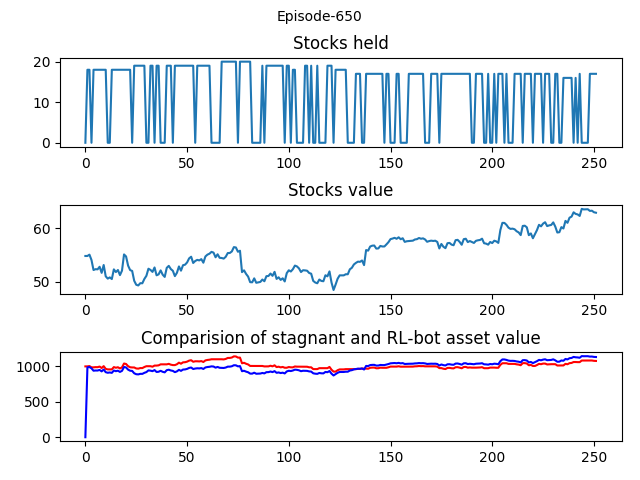 Episode-650
Stocks held
20
10
0
0 50 100 150 200 250
Stocks value
60
50
0 50 100 150 200 250
Comparision of stagnant and RL-bot asset value
1000
500
0
0 50 100 150 200 250